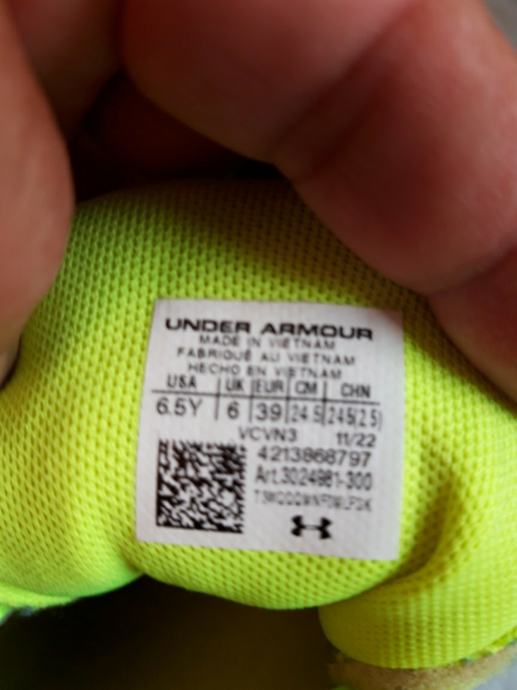 UNDER ARMOUR
MADE IN VIETNAM
FABRIQUÉ AU VIETNAM
HECHO EN VIETNAM
USA UK EUR CM CHN
6.5Y 6 39 24.5 245(2.5)
VCVN3 11/22
4213868797
Art.3024981-300